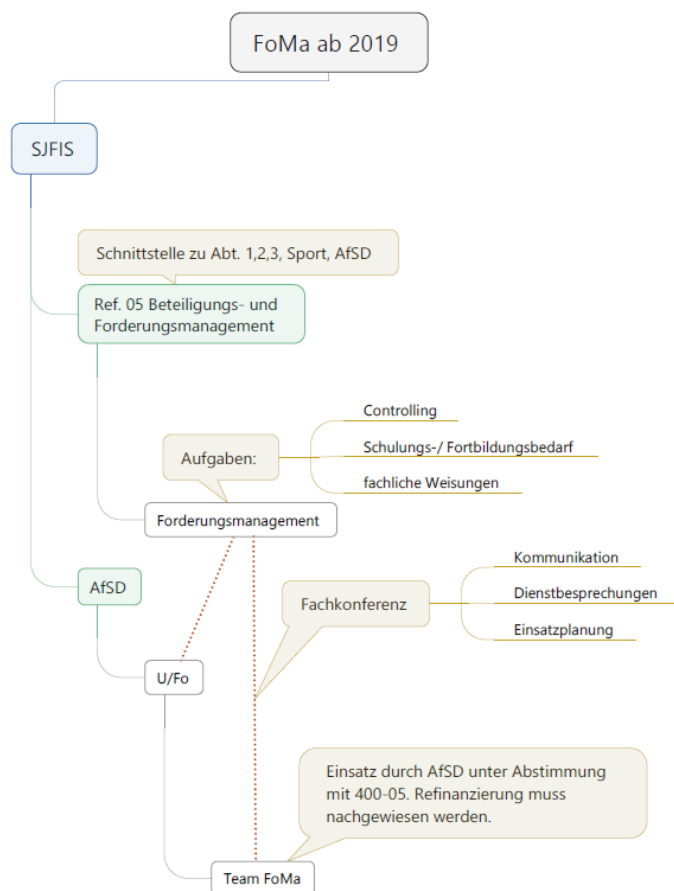 FoMa ab 2019
SJFIS
Schnittstelle zu Abt. 1,2,3, Sport, AfSD
Ref. 05 Beteiligungs- und
Forderungsmanagement
Controlling
Schulungs-/ Fortbildungsbedarf
fachliche Weisungen
Aufgaben:
Forderungsmanagement
AfSD
Kommunikation
Dienstbesprechungen
Einsatzplanung
Fachkonferenz
U/Fo
Einsatz durch AfSD unter Abstimmung
mit 400-05. Refinanzierung muss
nachgewiesen werden.
Team FoMa